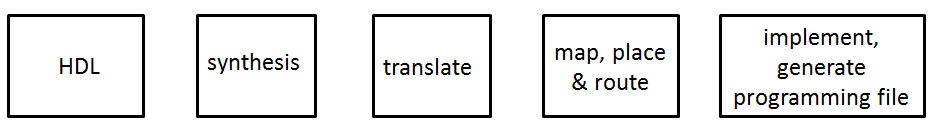 HDL
synthesis
translate
map, place
& route
implement,
generate
programming file